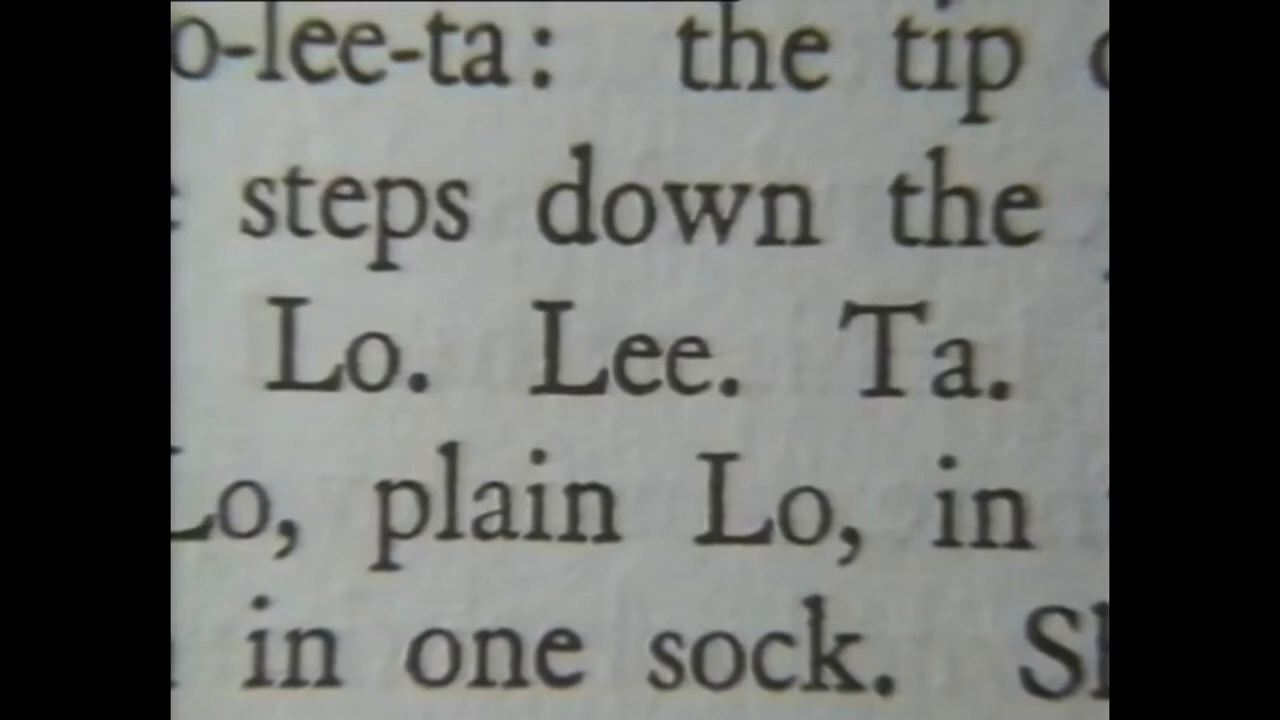 o-lee-ta: the tip
steps down the
Lo. Lee. Ta.
Lo, plain Lo, in
in one sock.